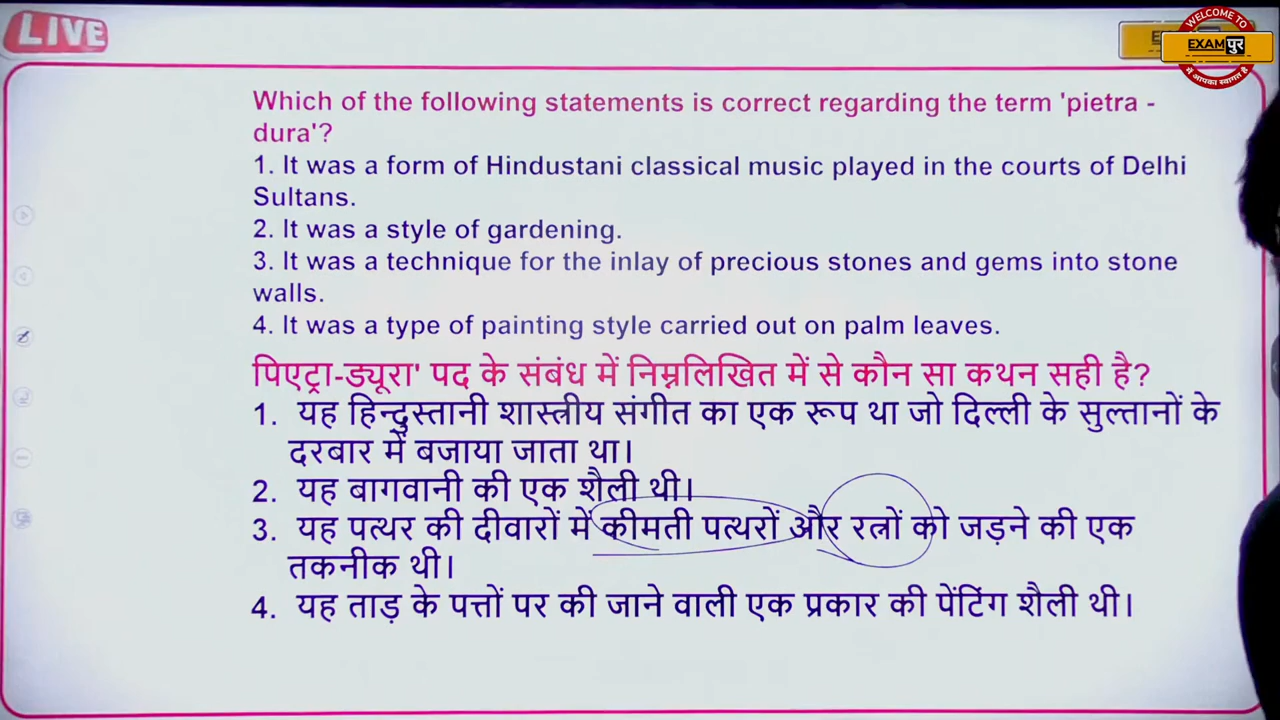 LIVE
WELCOME TO
EXAMपुर
में आपका स्वागत है
Which of the following statements is correct regarding the term 'pietra -
dura'?
1. It was a form of Hindustani classical music played in the courts of Delhi
Sultans.
2. It was a style of gardening.
3. It was a technique for the inlay of precious stones and gems into stone
walls.
4. It was a type of painting style carried out on palm leaves.
पिएट्रा-ड्यूरा' पद के संबंध में निम्नलिखित में से कौन सा कथन सही है?
1. यह हिन्दुस्तानी शास्त्रीय संगीत का एक रूप था जो दिल्ली के सुल्तानों के
दरबार में बजाया जाता था।
2. यह बागवानी की एक शैली थी।
3. यह पत्थर की दीवारों में कीमती पत्थरों और रत्नों को जड़ने की एक
तकनीक थी।
4. यह ताड़ के पत्तों पर की जाने वाली एक प्रकार की पेंटिंग शैली थी।